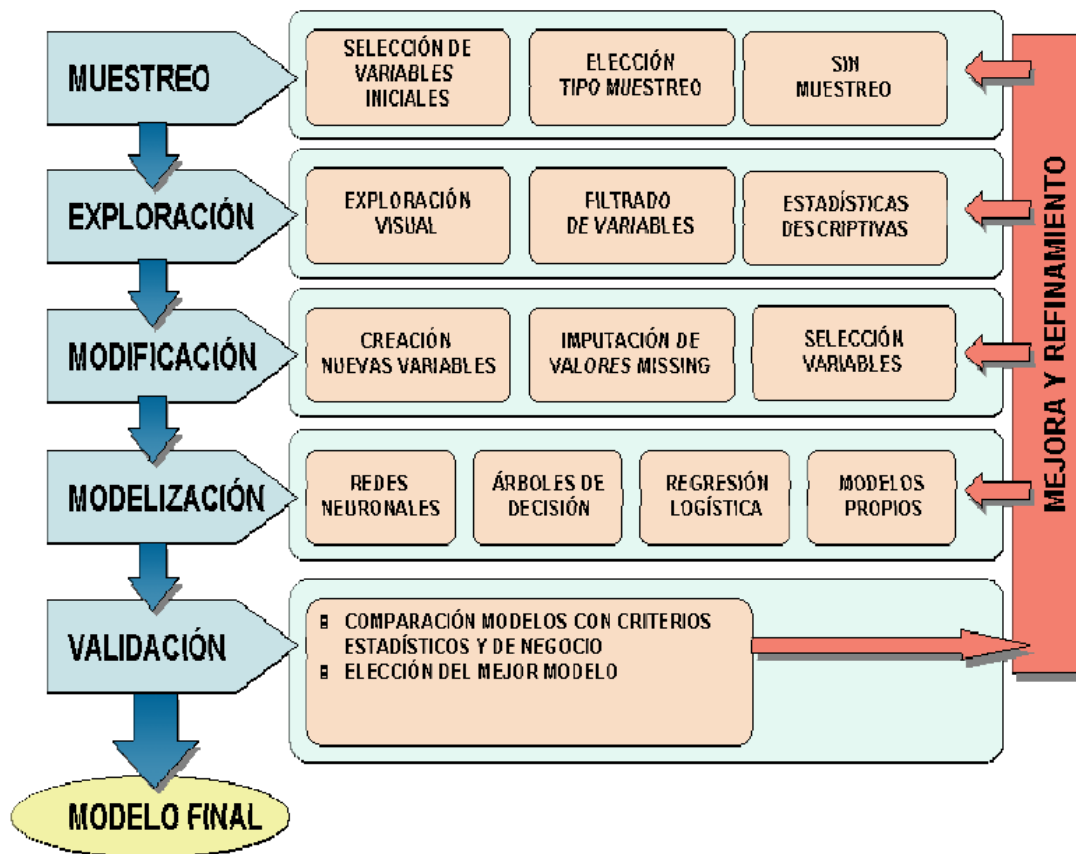 MUESTREO
SELECCIÓN DE
VARIABLES
INICIALES
ELECCIÓN
TIPO MUESTREO
SIN
MUESTREO
EXPLORACIÓN
EXPLORACIÓN
VISUAL
FILTRADO
DE VARIABLES
ESTADÍSTICAS
DESCRIPTIVAS
MODIFICACIÓN
CREACIÓN
NUEVAS VARIABLES
IMPUTACIÓN DE
VALORES MISSING
SELECCIÓN
VARIABLES
MODELIZACIÓN
REDES
NEURONALES
ÁRBOLES DE
DECISIÓN
REGRESIÓN
LOGÍSTICA
MODELOS
PROPIOS
VALIDACIÓN
COMPARACIÓN MODELOS CON CRITERIOS
ESTADÍSTICOS Y DE NEGOCIO
ELECCIÓN DEL MEJOR MODELO
MODELO FINAL
MEJORA Y REFINAMIENTO